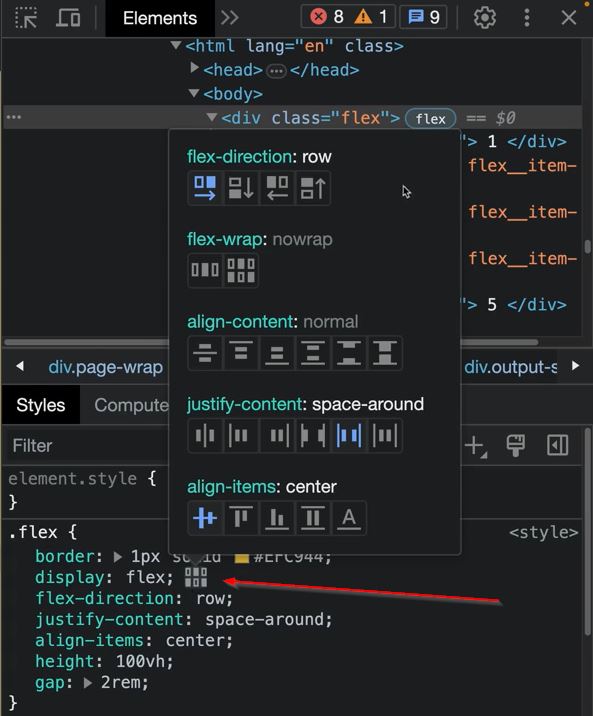 Elements 8 1 9
<html lang="en" class>
<head> … </head>
<body>
<div class="flex"> flex == $0
"> 1 </div>
flex-direction: row
flex__item-
flex__item-
flex-wrap: nowrap
flex__item-
"> 5 </div>
align-content: normal
div.page-wrap div.output-s
Styles Compute
justify-content: space-around
Filter
element.style {
}
align-items: center
A
.flex { <style>
border: 1px solid #EFC944;
display: flex;
flex-direction: row;
justify-content: space-around;
align-items: center;
height: 100vh;
gap: 2rem;
}